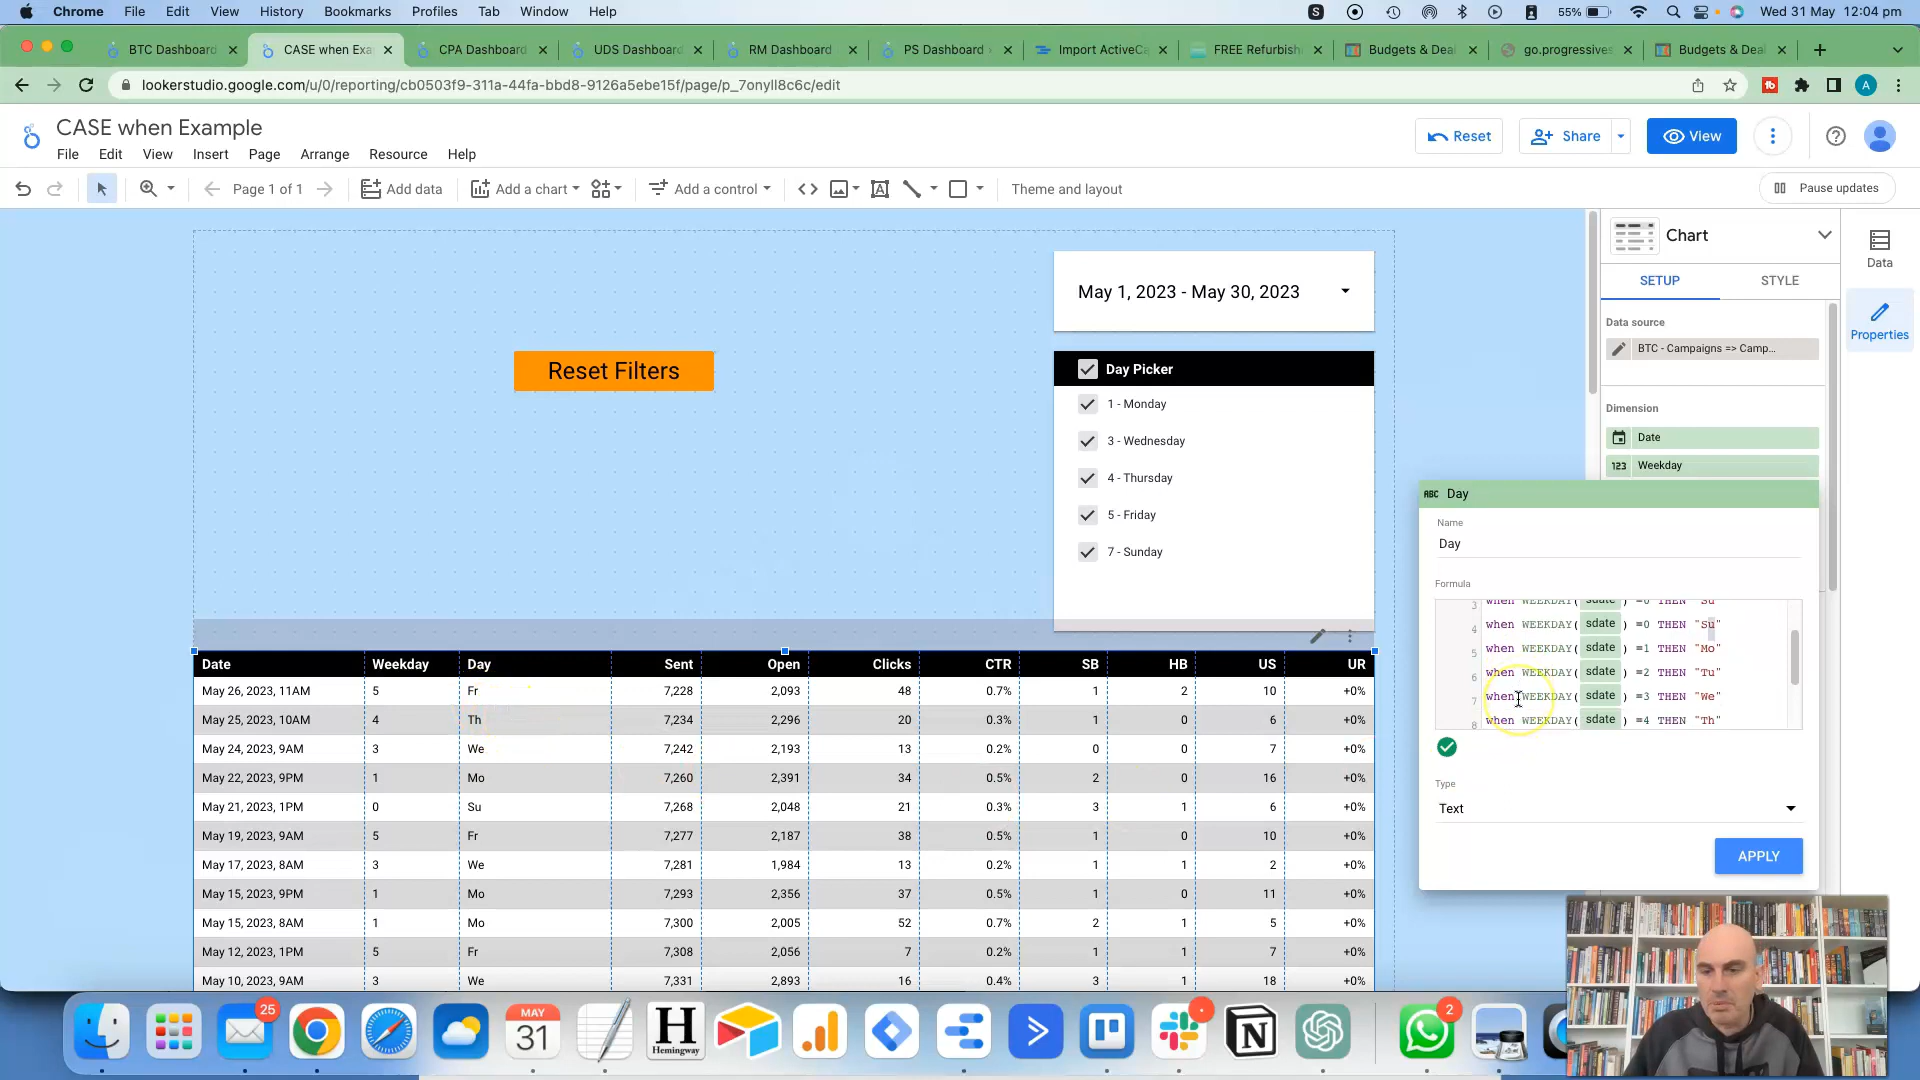 Chrome File Edit View History Bookmarks Profiles Tab Window Help 55% Wed 31 May 12:04 pm
BTC Dashboard CASE when Exa CPA Dashboard UDS Dashboard RM Dashboard PS Dashboard Import ActiveCa FREE Refurbish Budgets & Dea go.progressives Budgets & Dea
lookerstudio.google.com/u/0/reporting/cb0503f9-311a-44fa-bbd8-9126a5ebe15f/page/p_7onyll8c6c/edit
CASE when Example
Reset Share View
File Edit View Insert Format Page Arrange Resource Help
Page 1 of 1 Add data Add a chart Add a control Theme and layout Pause updates
May 1, 2023 - May 30, 2023
Reset Filters
Day Picker
1 - Monday
3 - Wednesday
4 - Thursday
5 - Friday
7 - Sunday
Date Weekday Day Sent Open Clicks CTR SB HB US UR
May 26, 2023, 11AM 5 Fr 7,228 2,093 48 0.7% 1 2 10 +0%
May 25, 2023, 10AM 4 Th 7,234 2,296 20 0.3% 1 0 6 +0%
May 24, 2023, 9AM 3 We 7,242 2,193 13 0.2% 0 0 7 +0%
May 22, 2023, 9PM 1 Mo 7,260 2,391 34 0.5% 2 0 16 +0%
May 21, 2023, 1PM 0 Su 7,268 2,048 21 0.3% 3 1 6 +0%
May 19, 2023, 9AM 5 Fr 7,277 2,187 38 0.5% 1 0 10 +0%
May 17, 2023, 8AM 3 We 7,281 1,984 13 0.2% 1 1 2 +0%
May 15, 2023, 9PM 1 Mo 7,293 2,356 37 0.5% 1 0 11 +0%
May 15, 2023, 8AM 1 Mo 7,300 2,005 52 0.7% 2 1 5 +0%
May 12, 2023, 1PM 5 Fr 7,308 2,056 7 0.2% 1 1 7 +0%
May 10, 2023, 9AM 3 We 7,331 2,893 16 0.4% 3 1 18 +0%
Chart
SETUP STYLE
Data source
BTC - Campaigns => Camp...
Dimension
Date
123 Weekday
Data
Properties
ABC Day
Name
Day
Formula
3 when WEEKDAY( sdate ) =0 THEN "Su"
4 when WEEKDAY( sdate ) =0 THEN "Su"
5 when WEEKDAY( sdate ) =1 THEN "Mo"
6 when WEEKDAY( sdate ) =2 THEN "Tu"
7 when WEEKDAY( sdate ) =3 THEN "We"
8 when WEEKDAY( sdate ) =4 THEN "Th"
Type
Text
APPLY
25
MAY
31
H
Hemingway
2